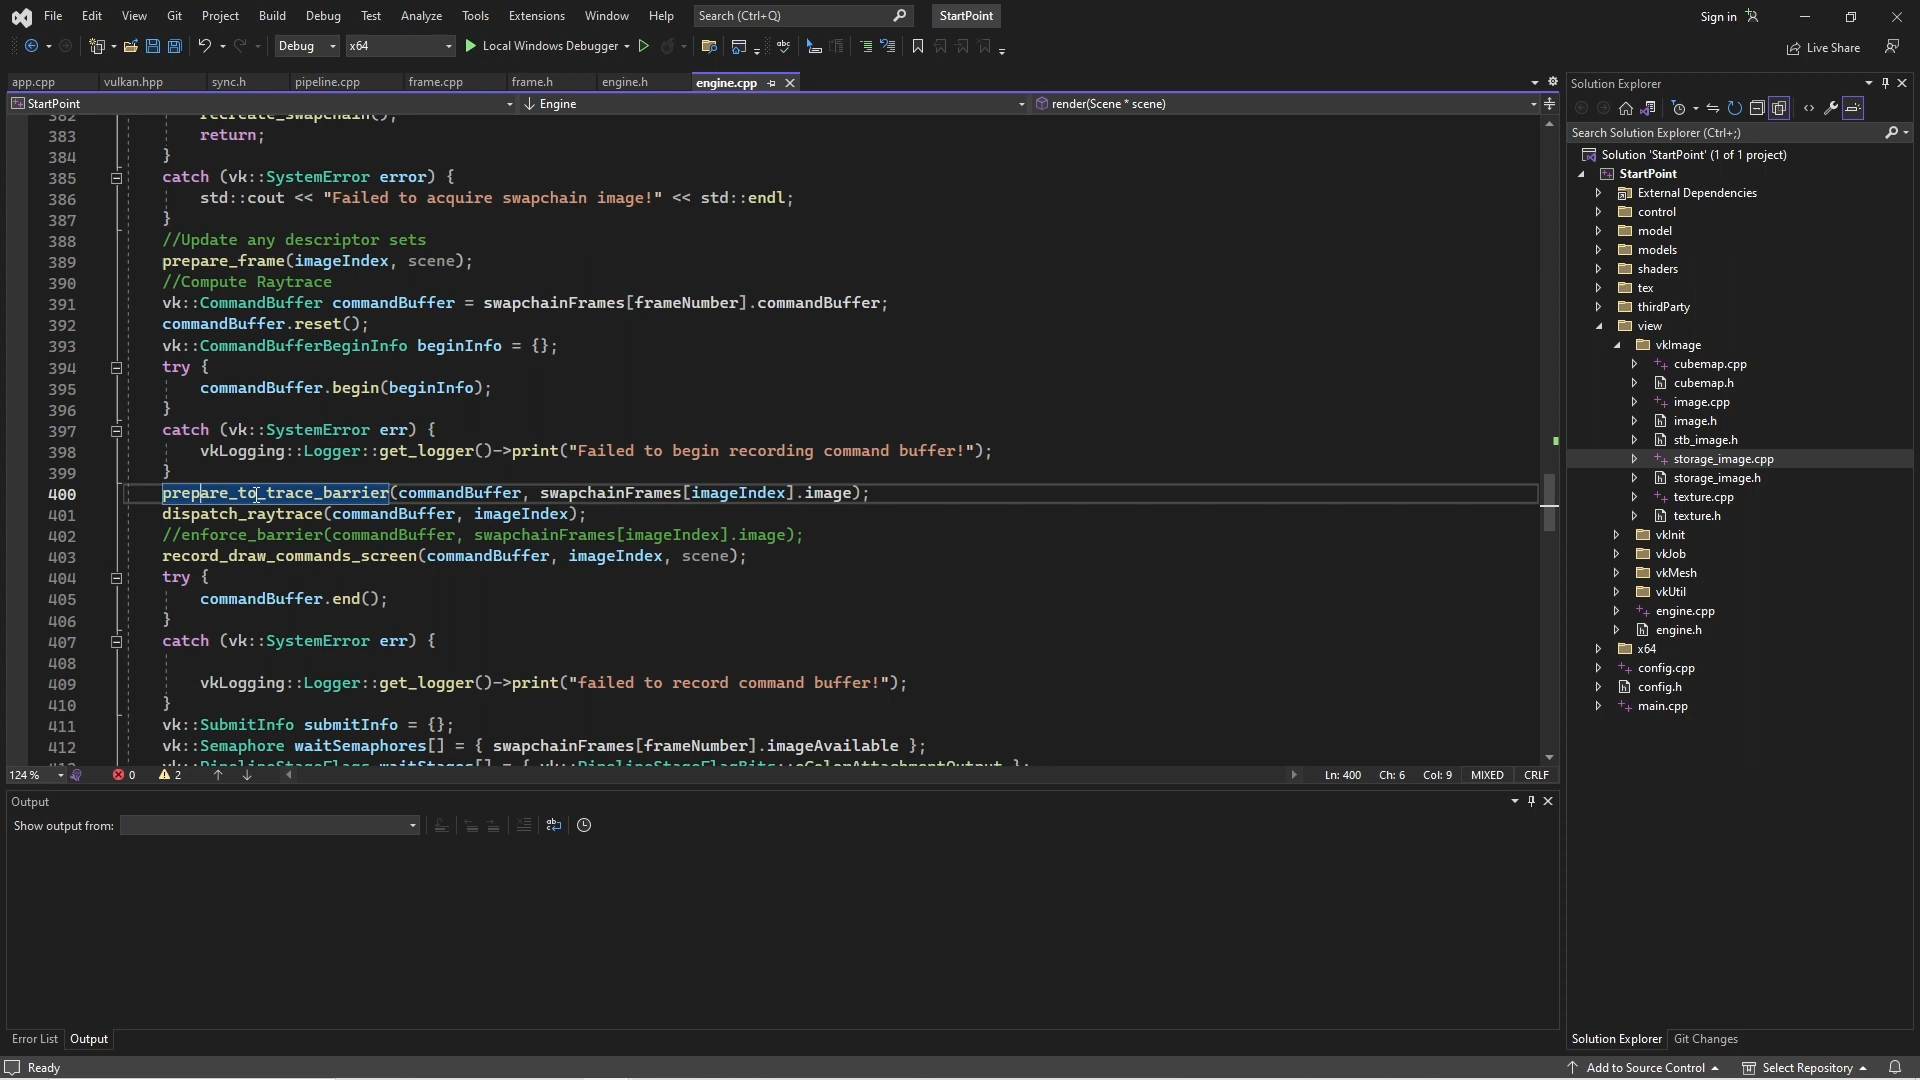 File Edit View Git Project Build Debug Test Analyze Tools Extensions Window Help Search (Ctrl+Q) StartPoint Sign in
Debug x64 Local Windows Debugger Live Share
app.cpp vulkan.hpp sync.h pipeline.cpp frame.cpp frame.h engine.h engine.cpp
StartPoint Engine render(Scene * scene)
382 recreate_swapchain();
383 return;
384 }
385 catch (vk::SystemError error) {
386 std::cout << "Failed to acquire swapchain image!" << std::endl;
387 }
388 //Update any descriptor sets
389 prepare_frame(imageIndex, scene);
390 //Compute Raytrace
391 vk::CommandBuffer commandBuffer = swapchainFrames[frameNumber].commandBuffer;
392 commandBuffer.reset();
393 vk::CommandBufferBeginInfo beginInfo = {};
394 try {
395 commandBuffer.begin(beginInfo);
396 }
397 catch (vk::SystemError err) {
398 vkLogging::Logger::get_logger()->print("Failed to begin recording command buffer!");
399 }
400 prepare_to_trace_barrier(commandBuffer, swapchainFrames[imageIndex].image);
401 dispatch_raytrace(commandBuffer, imageIndex);
402 //enforce_barrier(commandBuffer, swapchainFrames[imageIndex].image);
403 record_draw_commands_screen(commandBuffer, imageIndex, scene);
404 try {
405 commandBuffer.end();
406 }
407 catch (vk::SystemError err) {
408
409 vkLogging::Logger::get_logger()->print("failed to record command buffer!");
410 }
411 vk::SubmitInfo submitInfo = {};
412 vk::Semaphore waitSemaphores[] = { swapchainFrames[frameNumber].imageAvailable };
413 vk::PipelineStageFlags waitStages[] = { vk::PipelineStageFlagBits::eColorAttachmentOutput };
124 % 0 2 Ln: 400 Ch: 6 Col: 9 MIXED CRLF
Output
Show output from:
Error List Output
Ready
Solution Explorer
Search Solution Explorer (Ctrl+;)
Solution 'StartPoint' (1 of 1 project)
StartPoint
External Dependencies
control
model
models
shaders
tex
thirdParty
view
vkImage
cubemap.cpp
cubemap.h
image.cpp
image.h
stb_image.h
storage_image.cpp
storage_image.h
texture.cpp
texture.h
vkInit
vkJob
vkMesh
vkUtil
engine.cpp
engine.h
x64
config.cpp
config.h
main.cpp
Solution Explorer Git Changes
Add to Source Control Select Repository